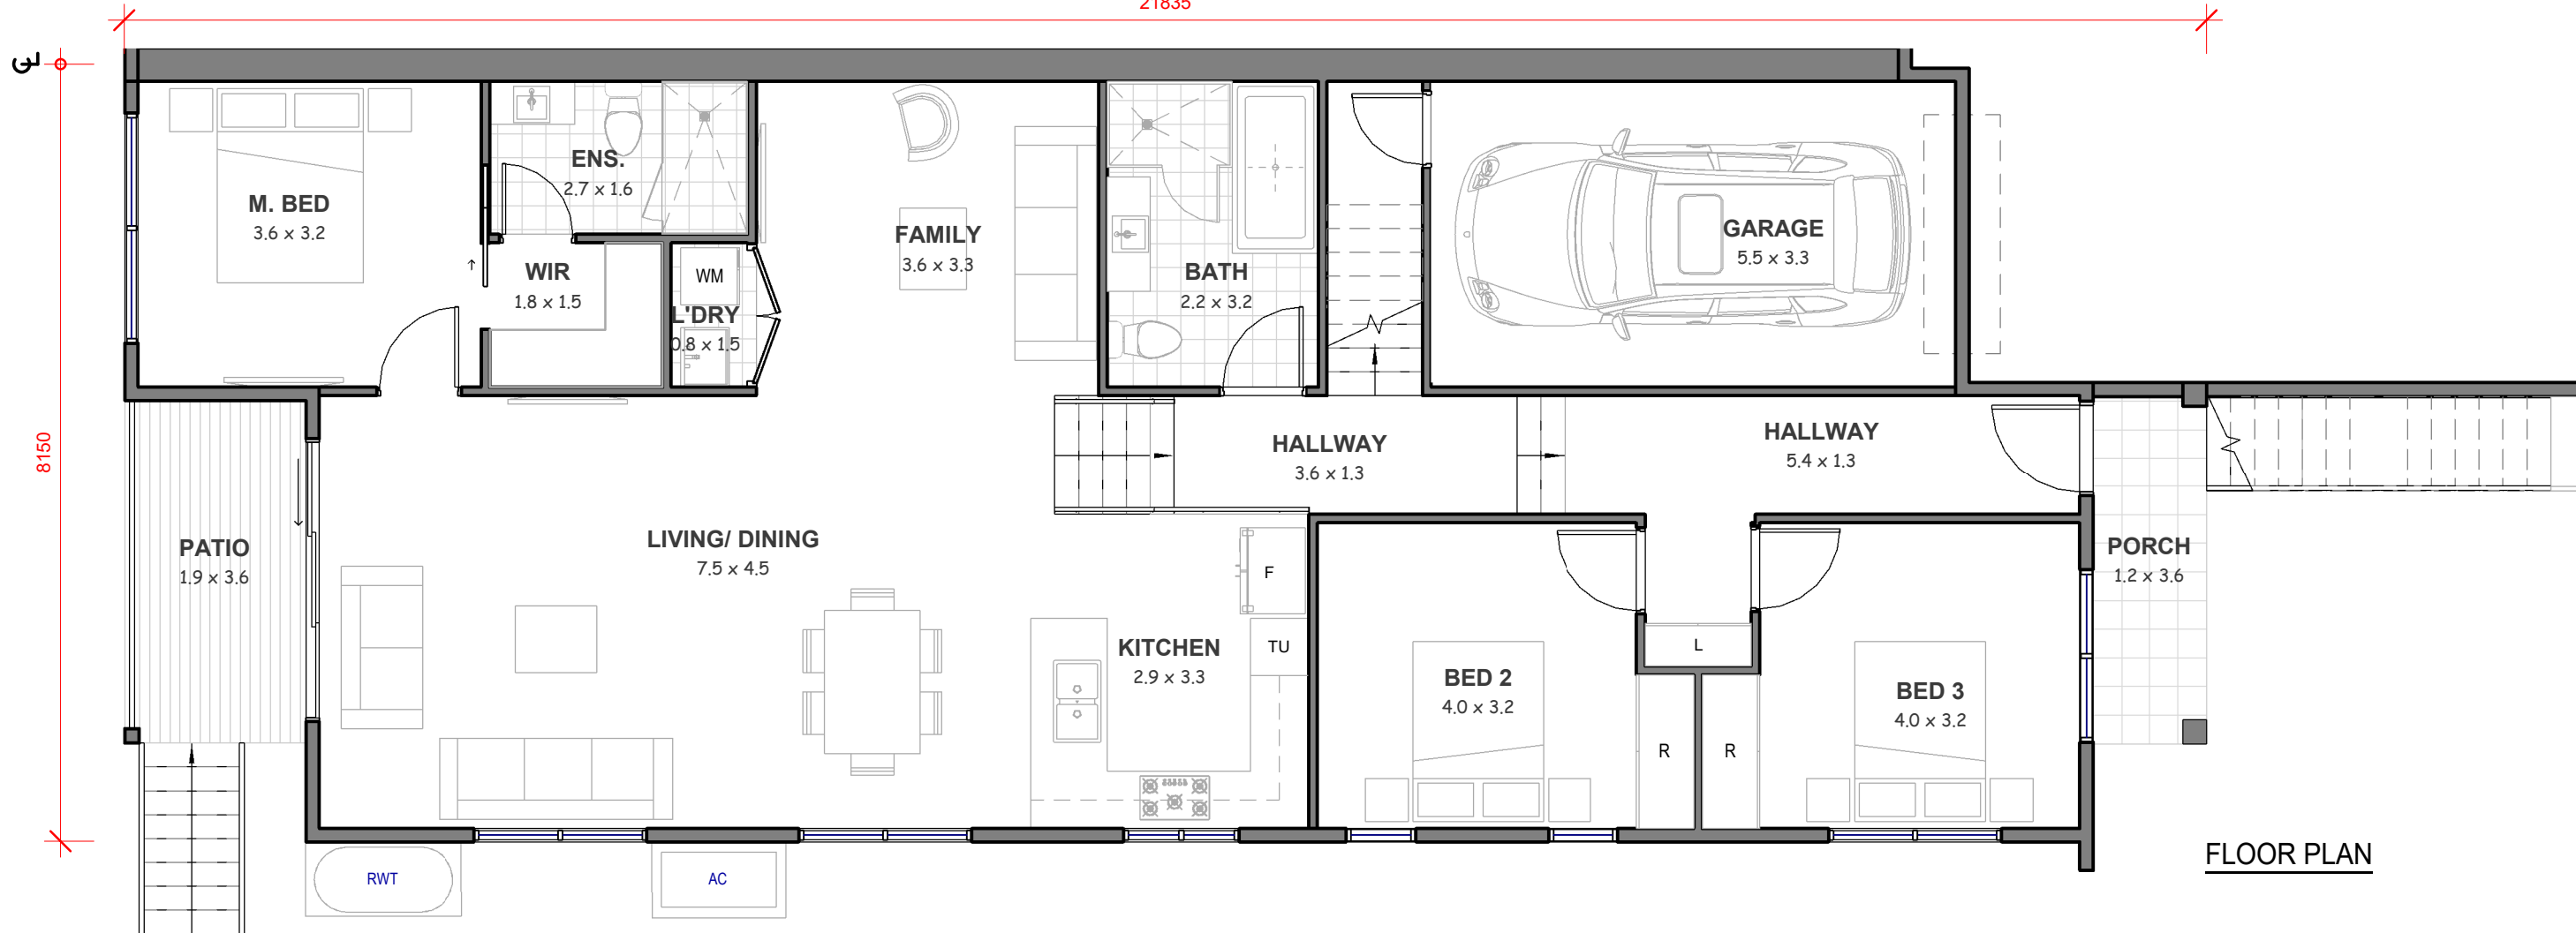 21835
8150
M. BED
3.6 x 3.2
ENS.
2.7 x 1.6
WIR
1.8 x 1.5
WM
L'DRY
0.8 x 1.5
FAMILY
3.6 x 3.3
BATH
2.2 x 3.2
GARAGE
5.5 x 3.3
HALLWAY
3.6 x 1.3
HALLWAY
5.4 x 1.3
PATIO
1.9 x 3.6
LIVING/ DINING
7.5 x 4.5
F
TU
KITCHEN
2.9 x 3.3
L
BED 2
4.0 x 3.2
R
R
BED 3
4.0 x 3.2
PORCH
1.2 x 3.6
RWT
AC
FLOOR PLAN